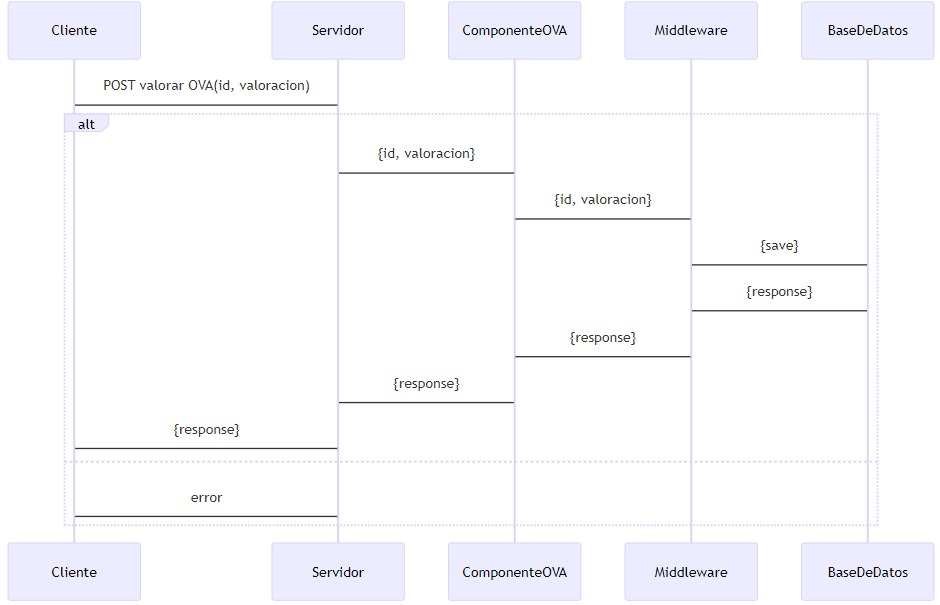 Cliente
Servidor
ComponenteOVA
Middleware
BaseDeDatos
POST valorar OVA(id, valoracion)
alt
{id, valoracion}
{id, valoracion}
{save}
{response}
{response}
{response}
{response}
error
Cliente
Servidor
ComponenteOVA
Middleware
BaseDeDatos